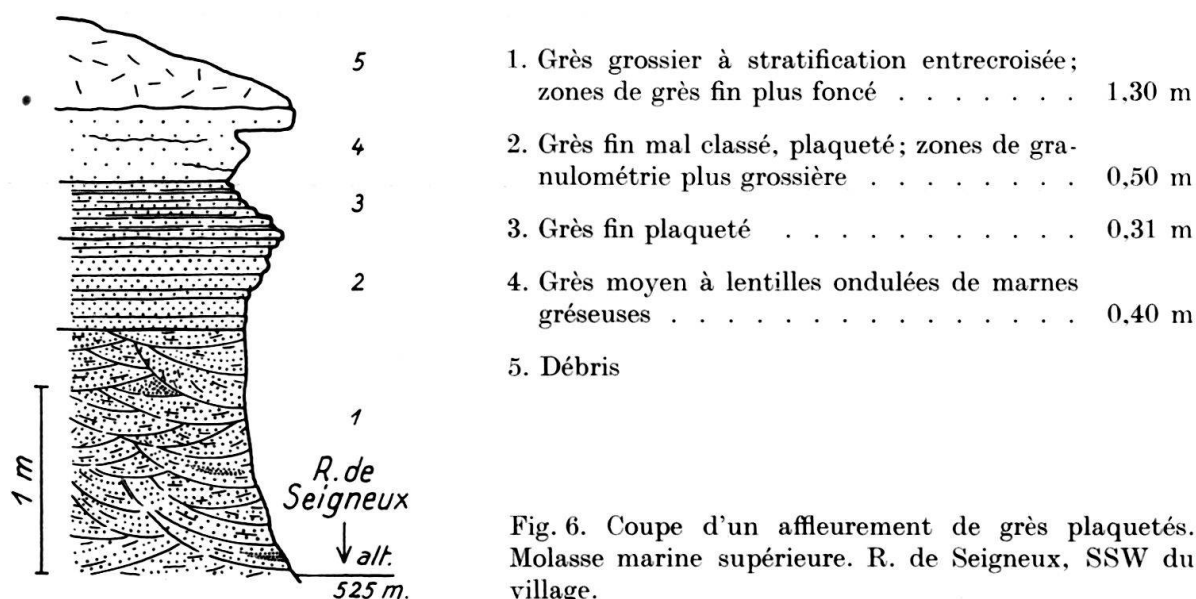 5
4
3
2
1
1 m
R. de
Seigneux
alt.
525 m.
1. Grès grossier à stratification entrecroisée;
zones de grès fin plus foncé . . . . . . . 1,30 m
2. Grès fin mal classé, plaqueté; zones de gra-
nulométrie plus grossière . . . . . . . . 0,50 m
3. Grès fin plaqueté . . . . . . . . . . . 0,31 m
4. Grès moyen à lentilles ondulées de marnes
gréseuses . . . . . . . . . . . . . . . 0,40 m
5. Débris
Fig. 6. Coupe d'un affleurement de grès plaquetés.
Molasse marine supérieure. R. de Seigneux, SSW du
village.